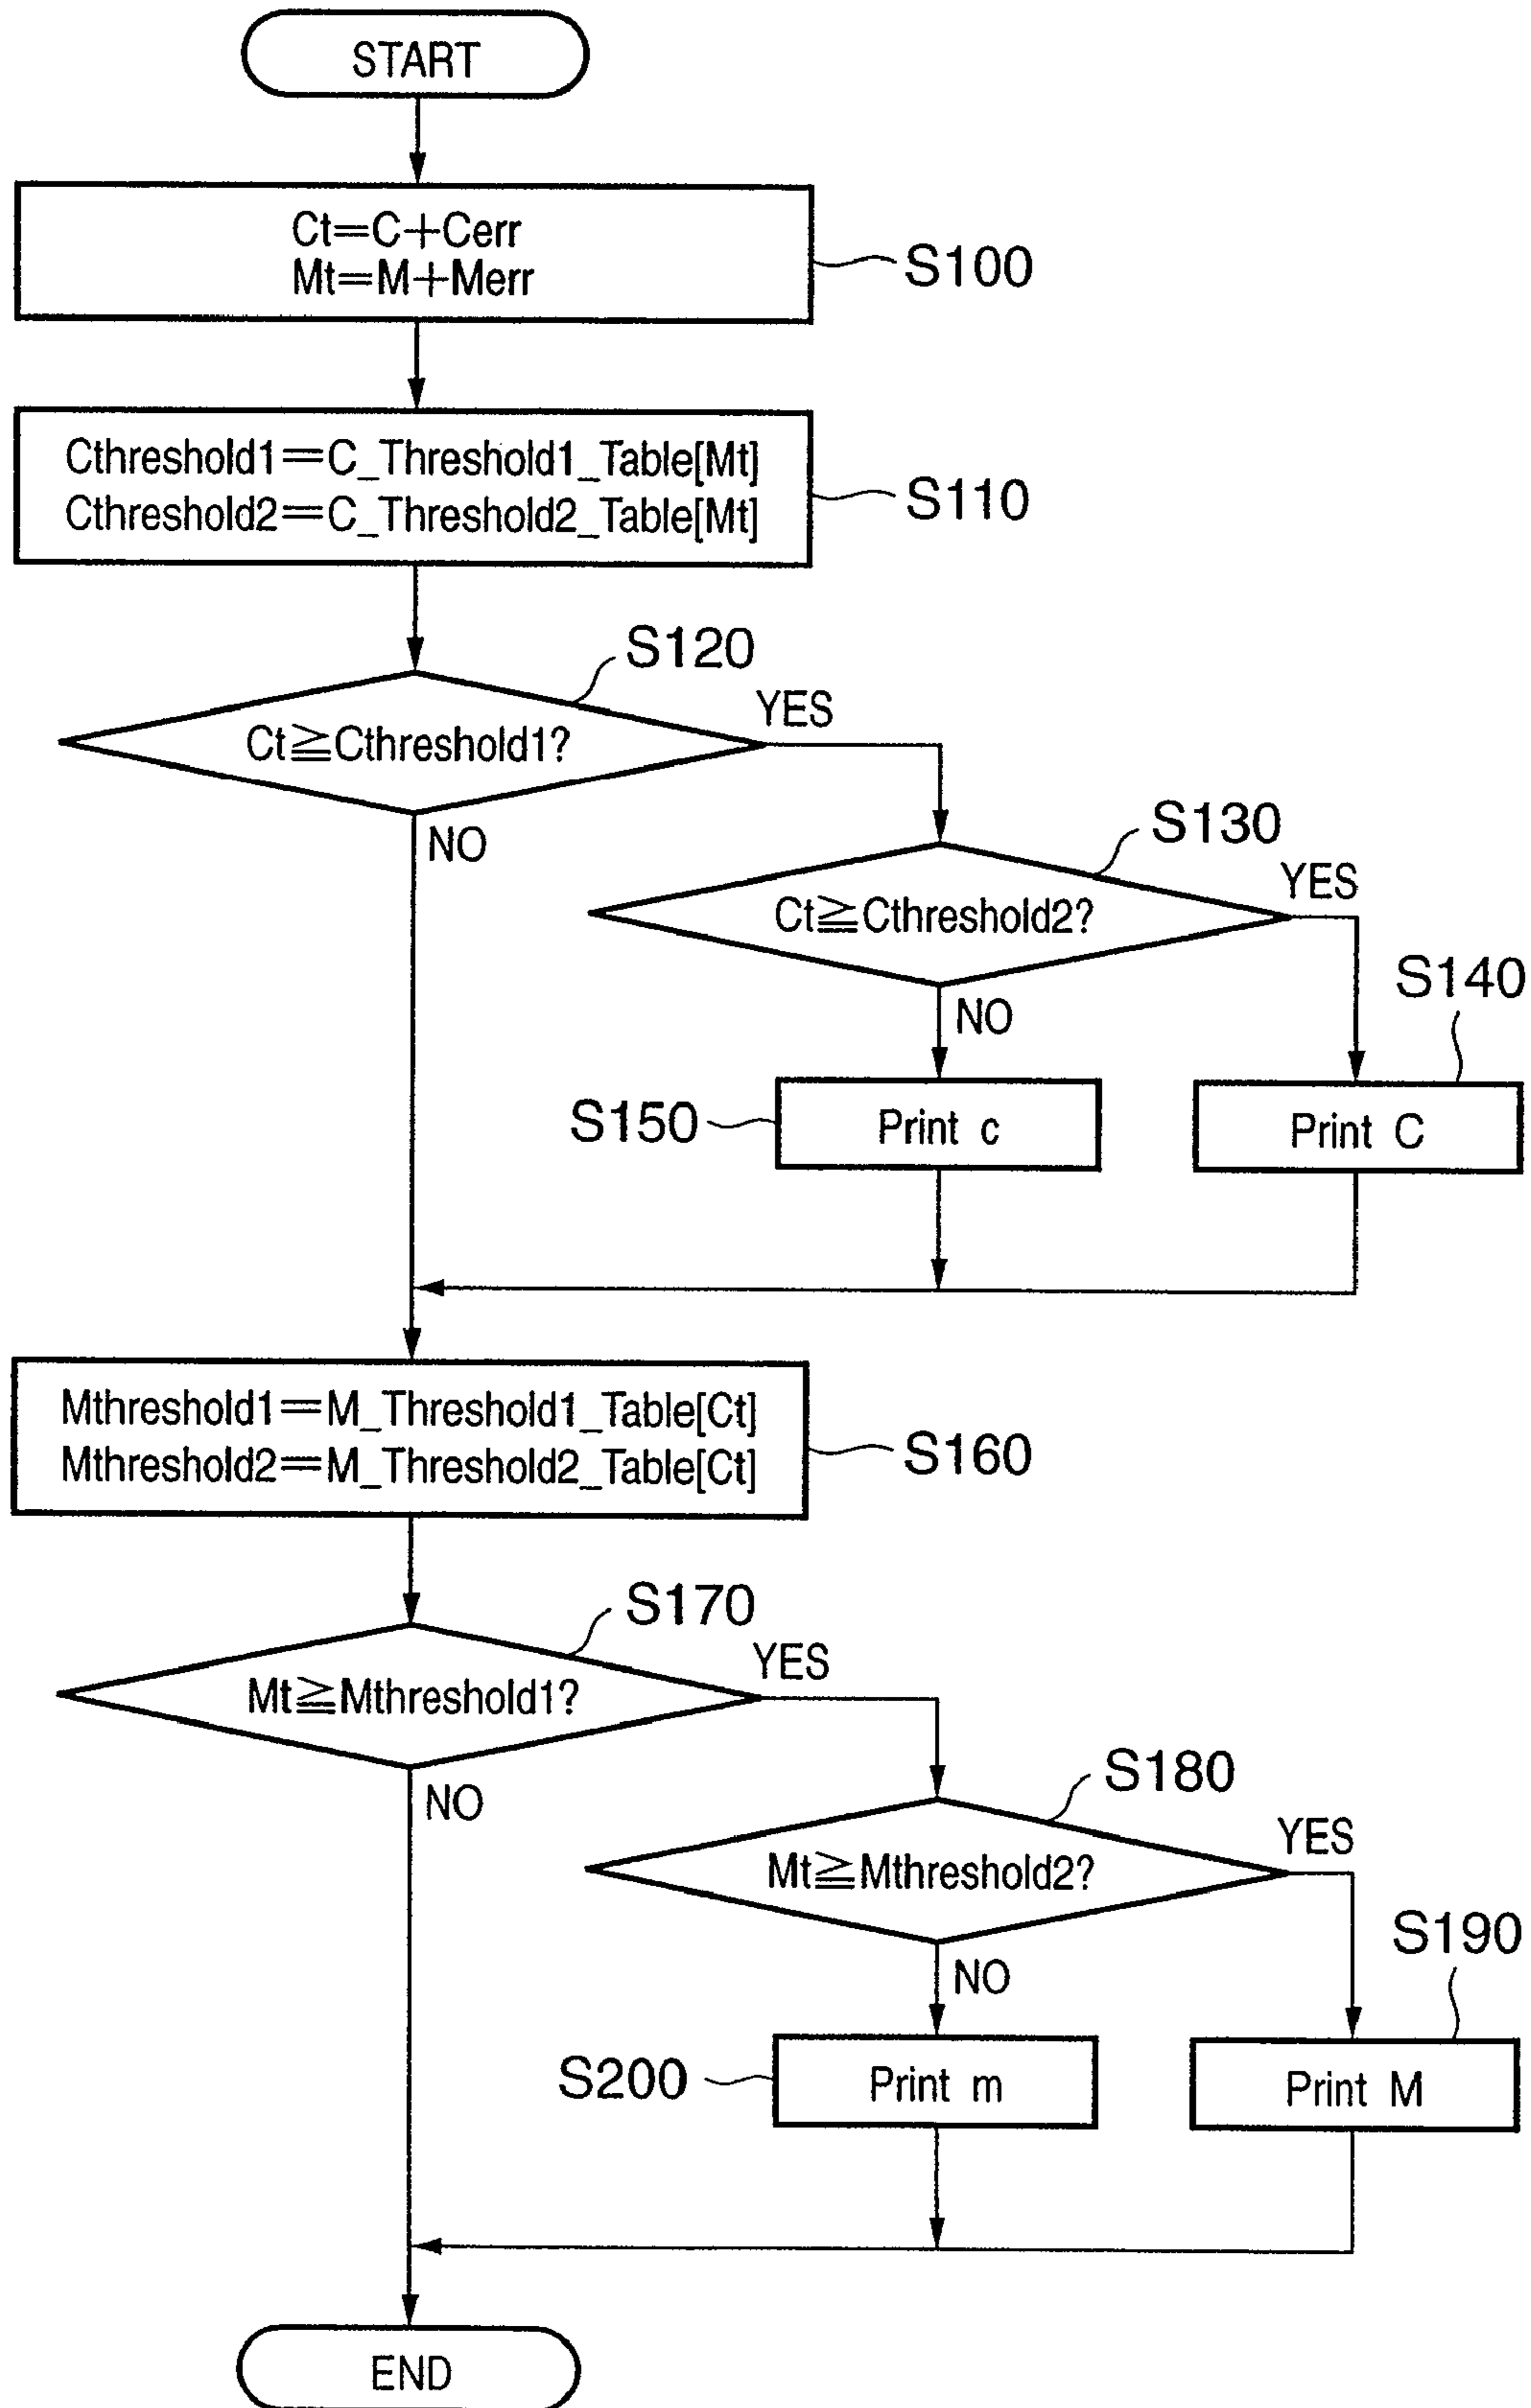 START
Ct=C+Cerr
Mt=M+Merr
S100
Cthreshold1=C_Threshold1_Table[Mt]
Cthreshold2=C_Threshold2_Table[Mt]
S110
S120
Ct≧Cthreshold1?
YES
NO
S130
Ct≧Cthreshold2?
YES
NO
S140
S150
Print c
Print C
Mthreshold1=M_Threshold1_Table[Ct]
Mthreshold2=M_Threshold2_Table[Ct]
S160
S170
Mt≧Mthreshold1?
YES
NO
S180
Mt≧Mthreshold2?
YES
NO
S190
S200
Print m
Print M
END